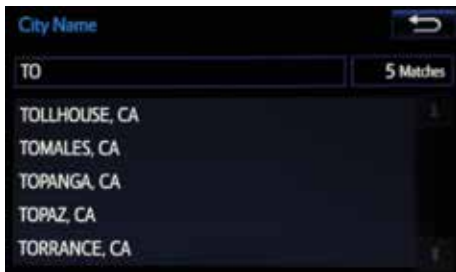 City Name
TO
5 Matches
TOLLHOUSE, CA
TOMALES, CA
TOPANGA, CA
TOPAZ, CA
TORRANCE, CA